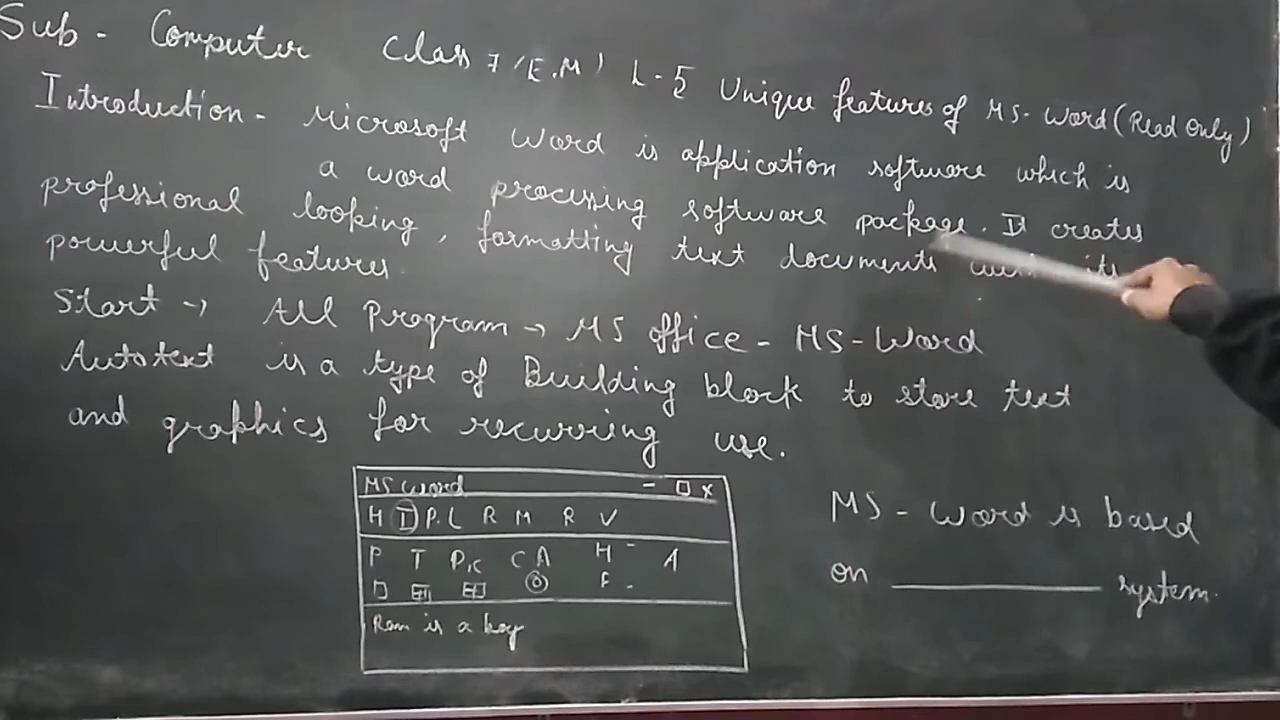 Sub - Computer Class 7 (E.M) L-5 Unique features of MS-Word (Read Only)
Introduction - Microsoft Word is application software which is
a word processing software package. It creates
professional looking, formatting text documents its
powerful features.
Start → All Program → MS office - MS-Word
Autotext is a type of Building block to store text
and graphics for recurring use.
MS Word - □ x
H I P.L R M R V
P T Pic C A H - A
F -
Ram is a boy
MS - Word is based
on __________ system.